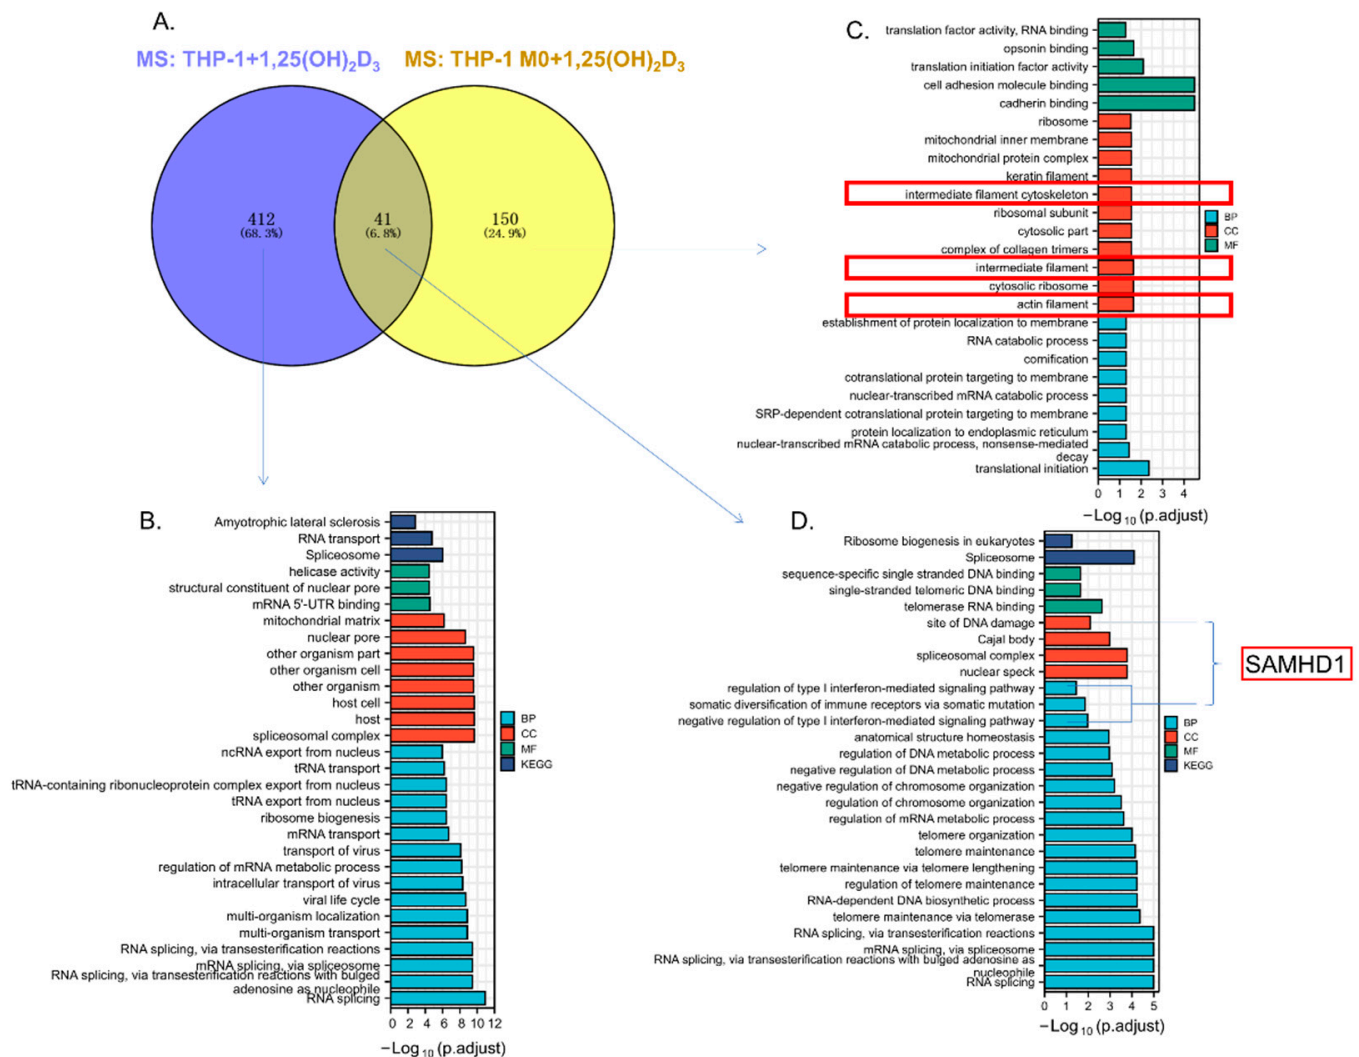 A.
MS: THP-1+1,25(OH)₂D₃
MS: THP-1 M0+1,25(OH)₂D₃
412
(68.3%)
41
(6.8%)
150
(24.9%)
C.
translation factor activity, RNA binding
opsonin binding
translation initiation factor activity
cell adhesion molecule binding
cadherin binding
ribosome
mitochondrial inner membrane
mitochondrial protein complex
keratin filament
intermediate filament cytoskeleton
ribosomal subunit
cytosolic part
complex of collagen trimers
intermediate filament
cytosolic ribosome
actin filament
establishment of protein localization to membrane
RNA catabolic process
cornification
cotranslational protein targeting to membrane
nuclear-transcribed mRNA catabolic process
SRP-dependent cotranslational protein targeting to membrane
protein localization to endoplasmic reticulum
nuclear-transcribed mRNA catabolic process, nonsense-mediated
decay
translational initiation
BP
CC
MF
0 1 2 3 4
−Log₁₀ (p.adjust)
B.
Amyotrophic lateral sclerosis
RNA transport
Spliceosome
helicase activity
structural constituent of nuclear pore
mRNA 5'-UTR binding
mitochondrial matrix
nuclear pore
other organism part
other organism cell
other organism
host cell
host
spliceosomal complex
ncRNA export from nucleus
tRNA transport
tRNA-containing ribonucleoprotein complex export from nucleus
tRNA export from nucleus
ribosome biogenesis
mRNA transport
transport of virus
regulation of mRNA metabolic process
intracellular transport of virus
viral life cycle
multi-organism localization
multi-organism transport
RNA splicing, via transesterification reactions
mRNA splicing, via spliceosome
RNA splicing, via transesterification reactions with bulged
adenosine as nucleophile
RNA splicing
BP
CC
MF
KEGG
0 2 4 6 8 10 12
−Log₁₀ (p.adjust)
D.
Ribosome biogenesis in eukaryotes
Spliceosome
sequence-specific single stranded DNA binding
single-stranded telomeric DNA binding
telomerase RNA binding
site of DNA damage
Cajal body
spliceosomal complex
nuclear speck
regulation of type I interferon-mediated signaling pathway
somatic diversification of immune receptors via somatic mutation
negative regulation of type I interferon-mediated signaling pathway
anatomical structure homeostasis
regulation of DNA metabolic process
negative regulation of DNA metabolic process
negative regulation of chromosome organization
regulation of chromosome organization
regulation of mRNA metabolic process
telomere organization
telomere maintenance
telomere maintenance via telomere lengthening
regulation of telomere maintenance
RNA-dependent DNA biosynthetic process
telomere maintenance via telomerase
RNA splicing, via transesterification reactions
mRNA splicing, via spliceosome
RNA splicing, via transesterification reactions with bulged adenosine as
nucleophile
RNA splicing
SAMHD1
BP
CC
MF
KEGG
0 1 2 3 4 5
−Log₁₀ (p.adjust)